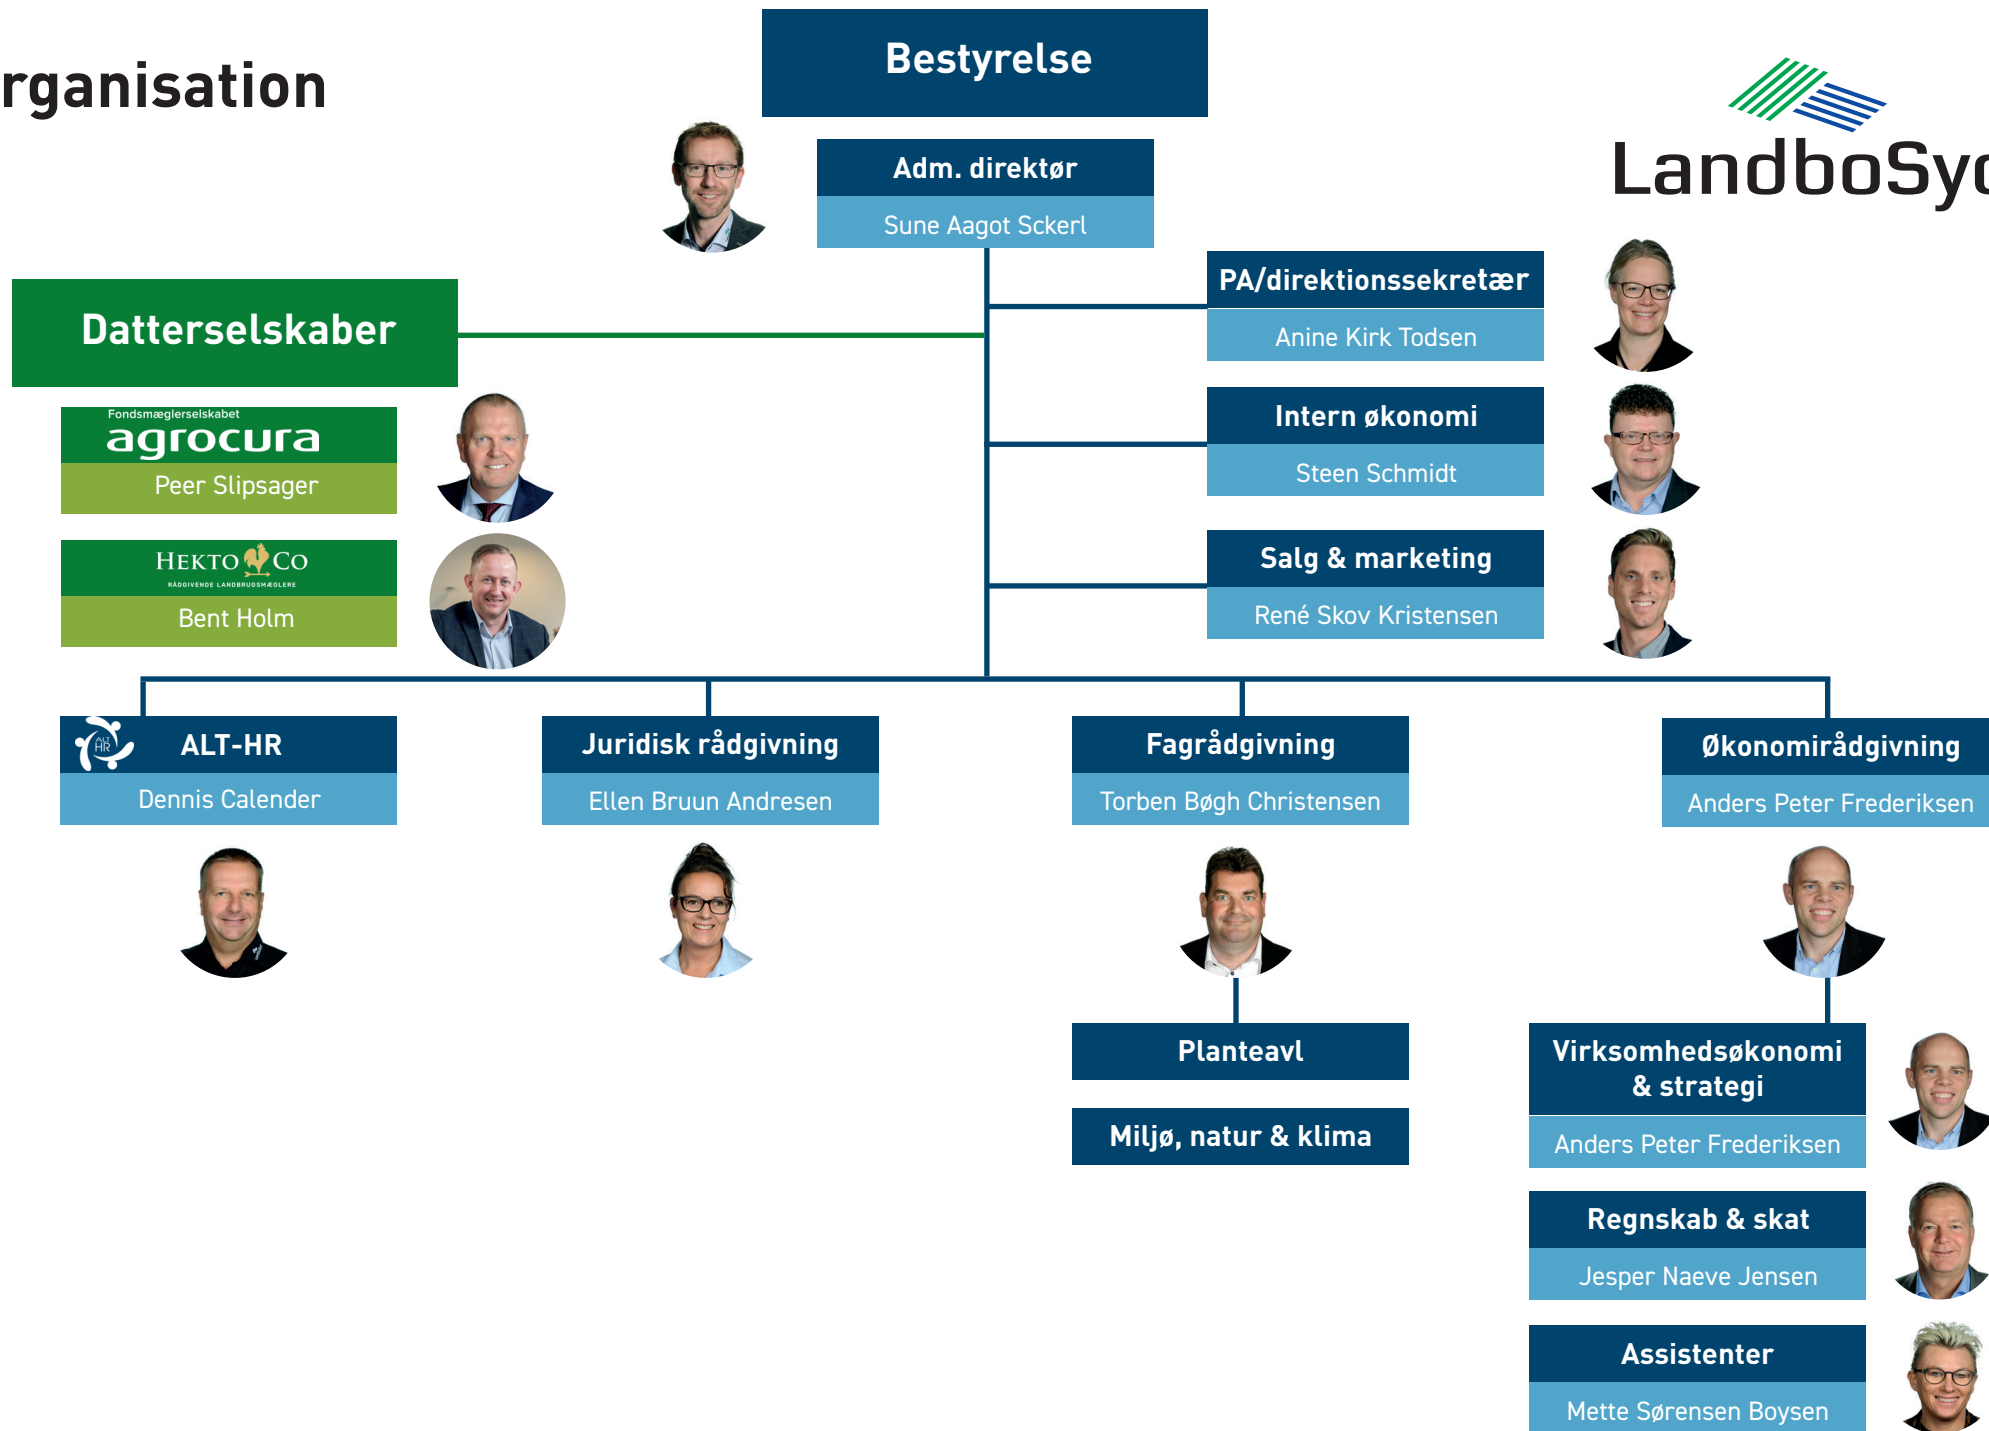 rganisation
Bestyrelse
LandboSyd
Adm. direktør
Sune Aagot Sckerl
PA/direktionssekretær
Anine Kirk Todsen
Datterselskaber
Fondsmæglerselskabet
agrocura
Peer Slipsager
Intern økonomi
Steen Schmidt
HEKTO CO
RÅDGIVENDE LANDBRUGSMÆGLERE
Bent Holm
Salg & marketing
René Skov Kristensen
ALT
HR
ALT-HR
Dennis Calender
Juridisk rådgivning
Ellen Bruun Andresen
Fagrådgivning
Torben Bøgh Christensen
Økonomirådgivning
Anders Peter Frederiksen
Planteavl
Miljø, natur & klima
Virksomhedsøkonomi
& strategi
Anders Peter Frederiksen
Regnskab & skat
Jesper Naeve Jensen
Assistenter
Mette Sørensen Boysen